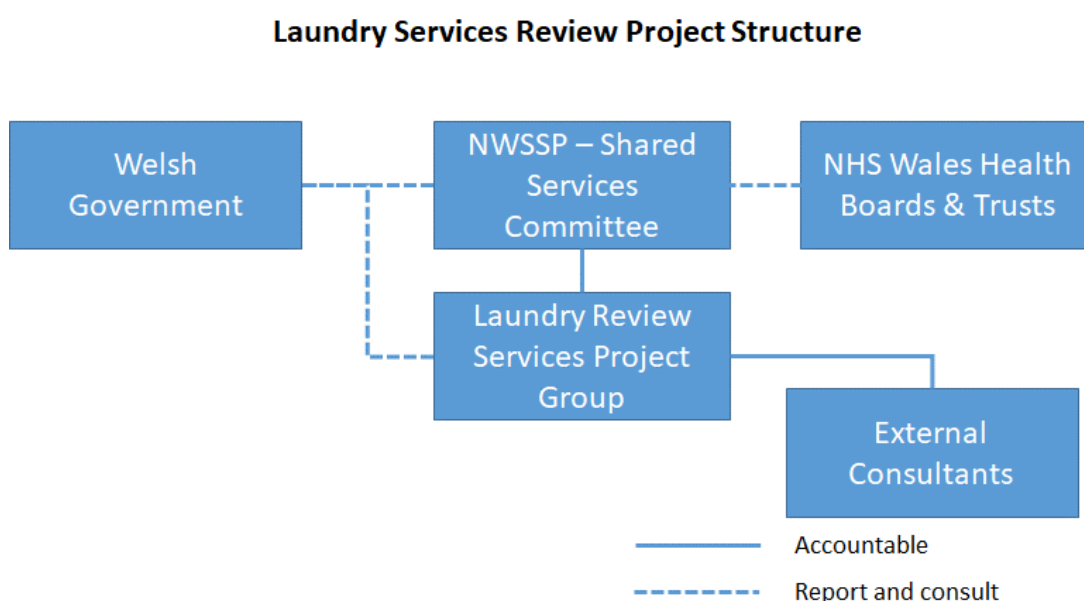 Laundry Services Review Project Structure
Welsh
Government
NWSSP – Shared
Services
Committee
NHS Wales Health
Boards & Trusts
Laundry Review
Services Project
Group
External
Consultants
Accountable
Report and consult